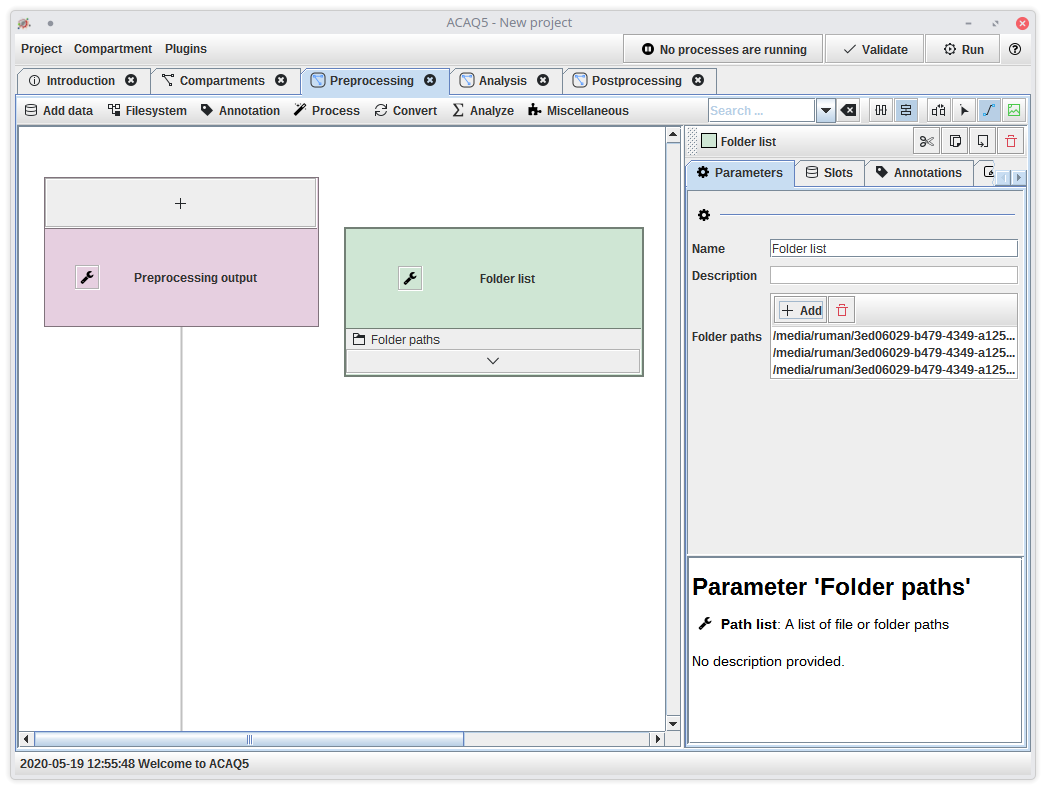 ACAQ5 - New project
Project Compartment Plugins No processes are running Validate Run
Introduction Compartments Preprocessing Analysis Postprocessing
Add data Filesystem Annotation Process Convert Analyze Miscellaneous Search ...
Folder list
Parameters Slots Annotations
Preprocessing output
Folder list
Folder paths
Name Folder list
Description
Add
Folder paths
/media/ruman/3ed06029-b479-4349-a125...
/media/ruman/3ed06029-b479-4349-a125...
/media/ruman/3ed06029-b479-4349-a125...
Parameter 'Folder paths'
Path list: A list of file or folder paths
No description provided.
2020-05-19 12:55:48 Welcome to ACAQ5